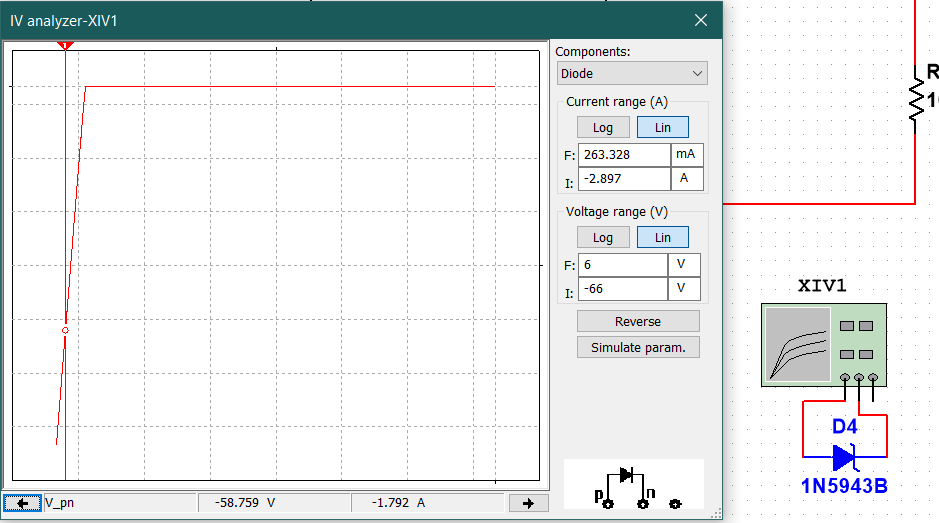 IV analyzer-XIV1
1
Components:
Diode
Current range (A)
Log Lin
F: 263.328 mA
I: -2.897 A
Voltage range (V)
Log Lin
F: 6 V
I: -66 V
Reverse
Simulate param.
p n
V_pn -58.759 V -1.792 A
R
XIV1
D4
1N5943B